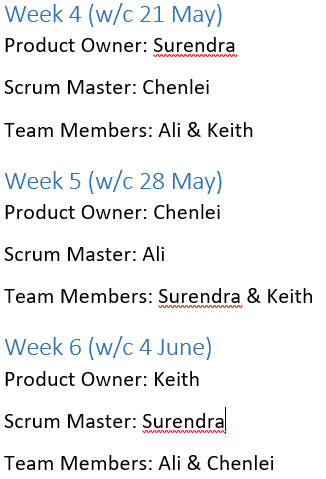 Week 4 (w/c 21 May)
Product Owner: Surendra
Scrum Master: Chenlei
Team Members: Ali & Keith
Week 5 (w/c 28 May)
Product Owner: Chenlei
Scrum Master: Ali
Team Members: Surendra & Keith
Week 6 (w/c 4 June)
Product Owner: Keith
Scrum Master: Surendra
Team Members: Ali & Chenlei